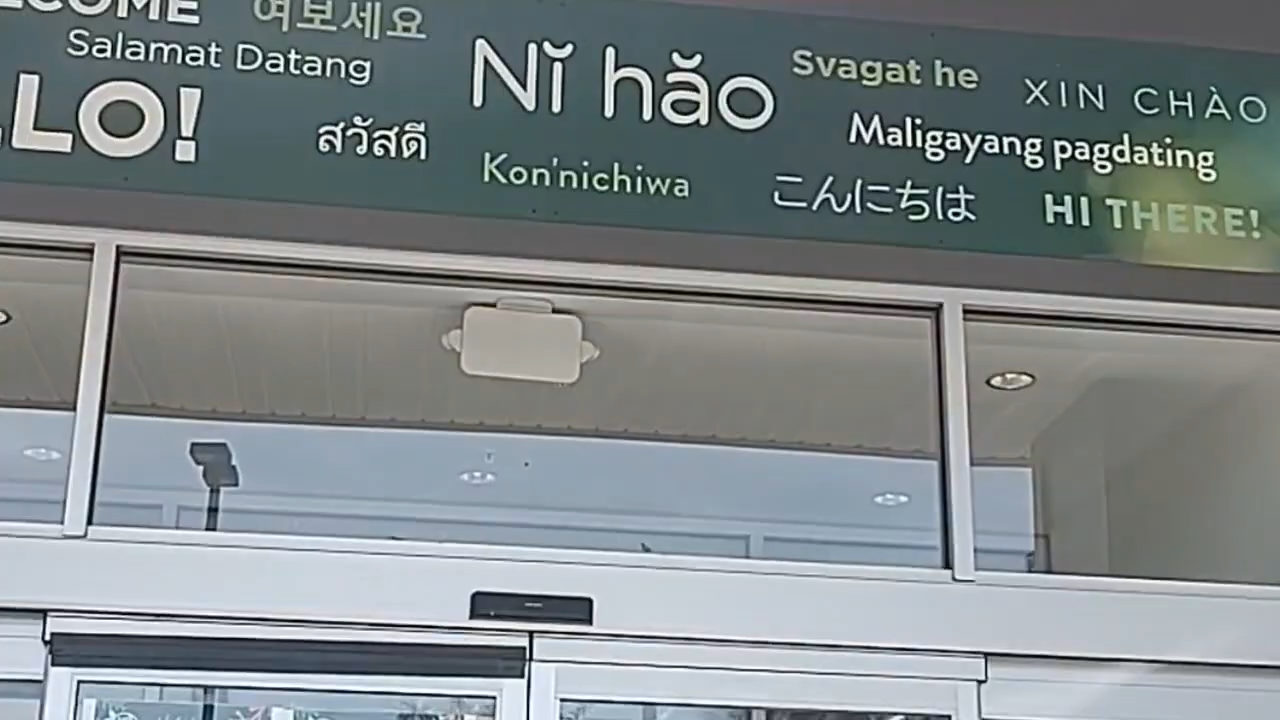 COME
여보세요
Salamat Datang
LO!
สวัสดี
Nǐ hǎo
Kon'nichiwa
Svagat he
XIN CHÀO
Maligayang pagdating
こんにちは
HI THERE!